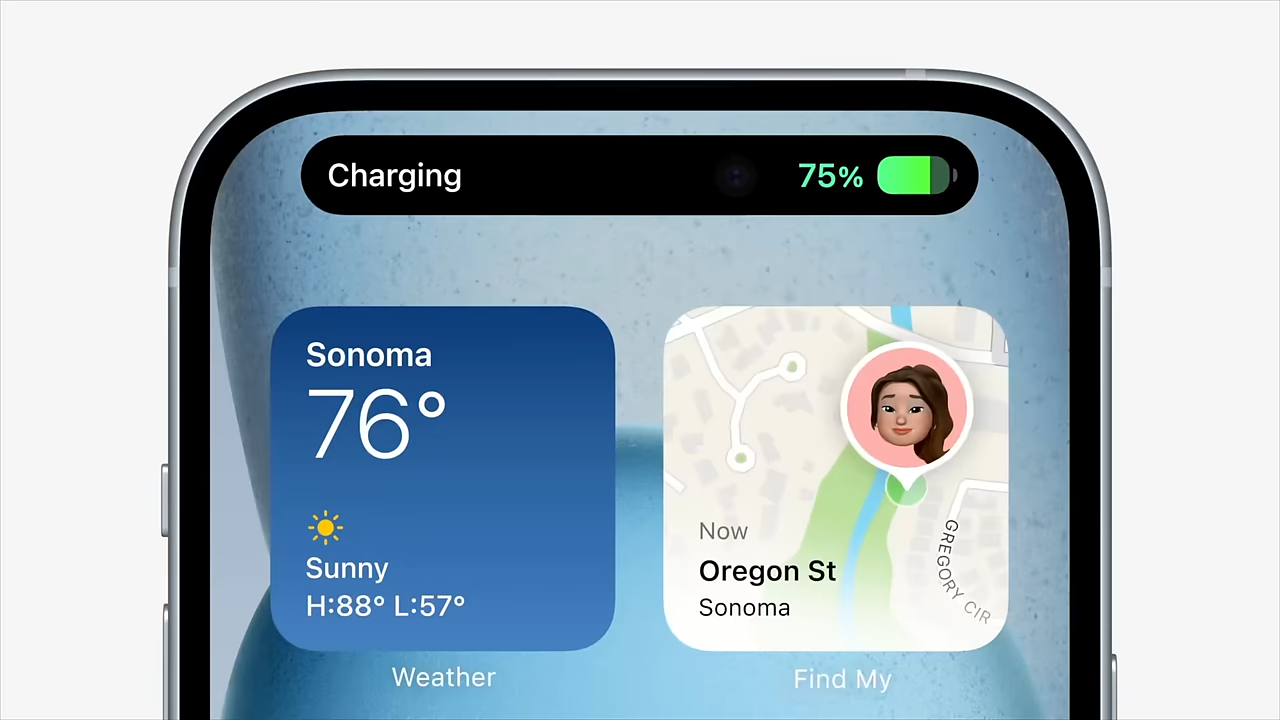 Charging 75%
Sonoma
76°
Sunny
H:88° L:57°
Weather
Now
Oregon St
Sonoma
GREGORY CIR
Find My